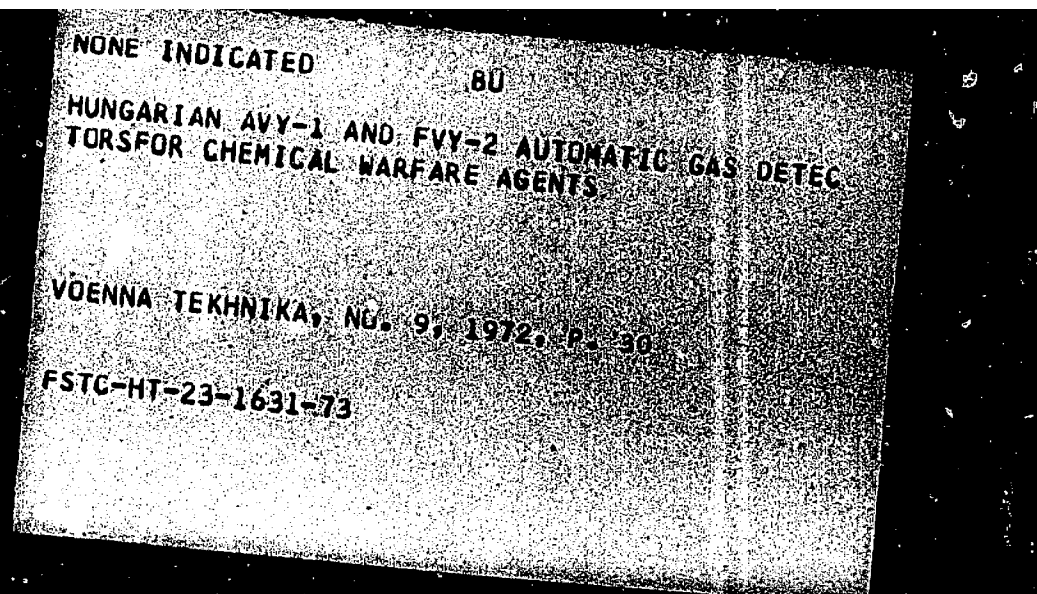 NONE INDICATED BU
HUNGARIAN AVY-1 AND FVY-2 AUTOMATIC GAS DETEC
TORSFOR CHEMICAL WARFARE AGENTS
VOENNA TEKHNIKA, NO. 9, 1972, P. 30
FSTC-HT-23-1631-73